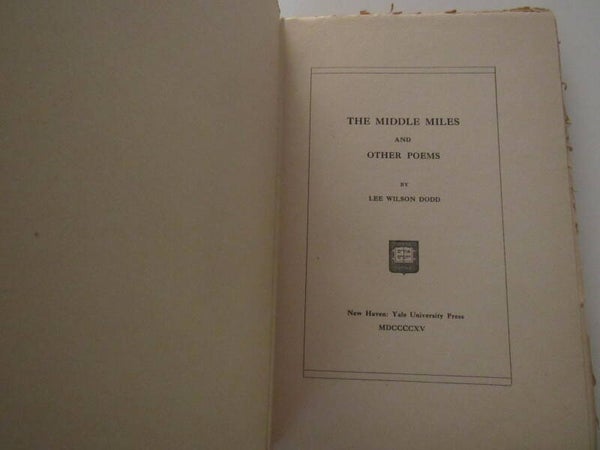 THE MIDDLE MILES
AND
OTHER POEMS
BY
LEE WILSON DODD
New Haven: Yale University Press
MDCCCCXV